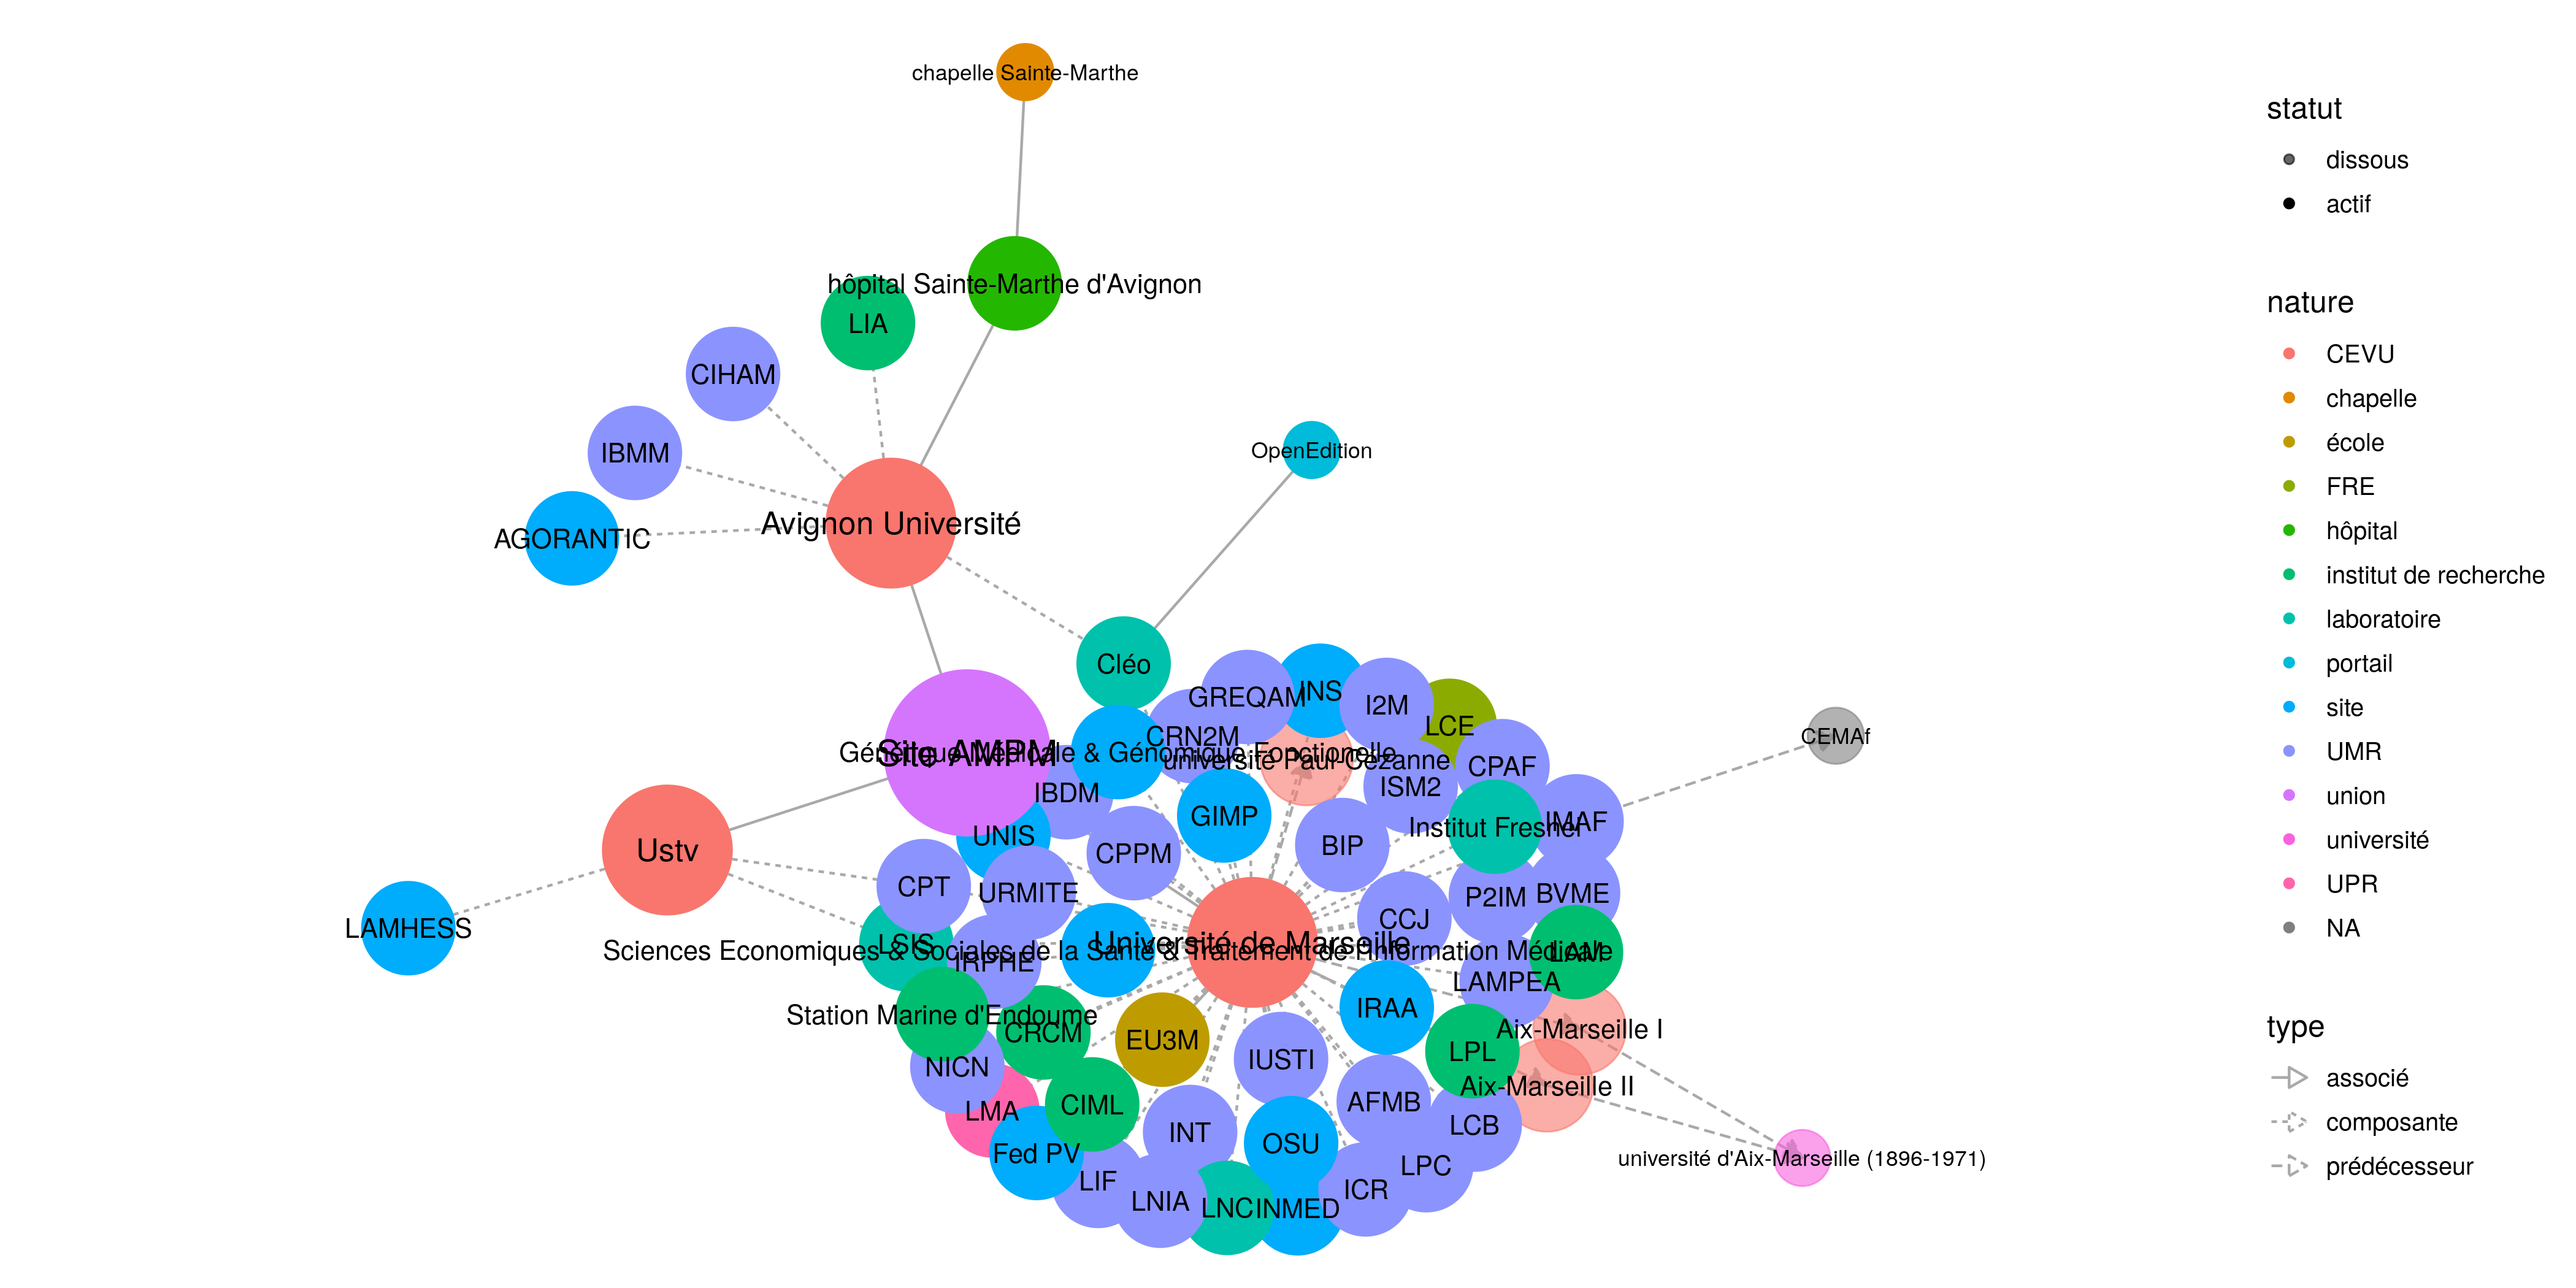 chapelle Sainte-Marthe
hôpital Sainte-Marthe d'Avignon
LIA
CIHAM
IBMM
OpenEdition
Avignon Université
AGORANTIC
Cléo
GREQAM
INS
I2M
LCE
CRN2M
CEMAf
Génétique Médicale & Génomique Fonctionelle
Site AMPM
université Paul-Cézanne
CPAF
ISM2
IBDM
GIMP
IMAF
Institut Fresnel
UNIS
BIP
CPPM
Ustv
CPT
URMITE
P2IM
BVME
CCJ
LAMHESS
LSIS
Université de Marseille
Sciences Economiques & Sociales de la Santé & Traitement de l'Information Médicale
LAM
IRPHE
LAMPEA
IRAA
Station Marine d'Endoume
CRCM
EU3M
Aix-Marseille I
LPL
IUSTI
NICN
Aix-Marseille II
LMA
CIML
AFMB
LCB
INT
OSU
Fed PV
université d'Aix-Marseille (1896-1971)
LPC
LIF
ICR
LNIA
LNC
INMED
statut
dissous
actif
nature
CEVU
chapelle
école
FRE
hôpital
institut de recherche
laboratoire
portail
site
UMR
union
université
UPR
NA
type
associé
composante
prédécesseur